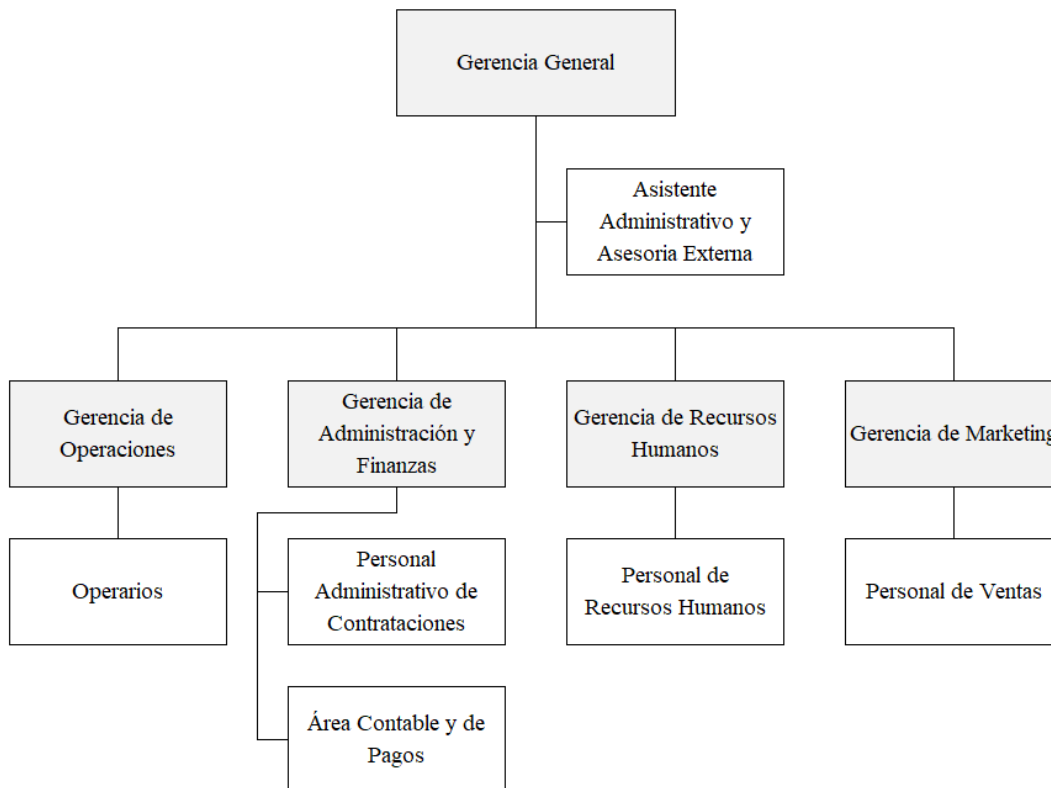 Gerencia General
Asistente
Administrativo y
Asesoria Externa
Gerencia de
Operaciones
Gerencia de
Administración y
Finanzas
Gerencia de Recursos
Humanos
Gerencia de Marketing
Operarios
Personal
Administrativo de
Contrataciones
Personal de
Recursos Humanos
Personal de Ventas
Área Contable y de
Pagos